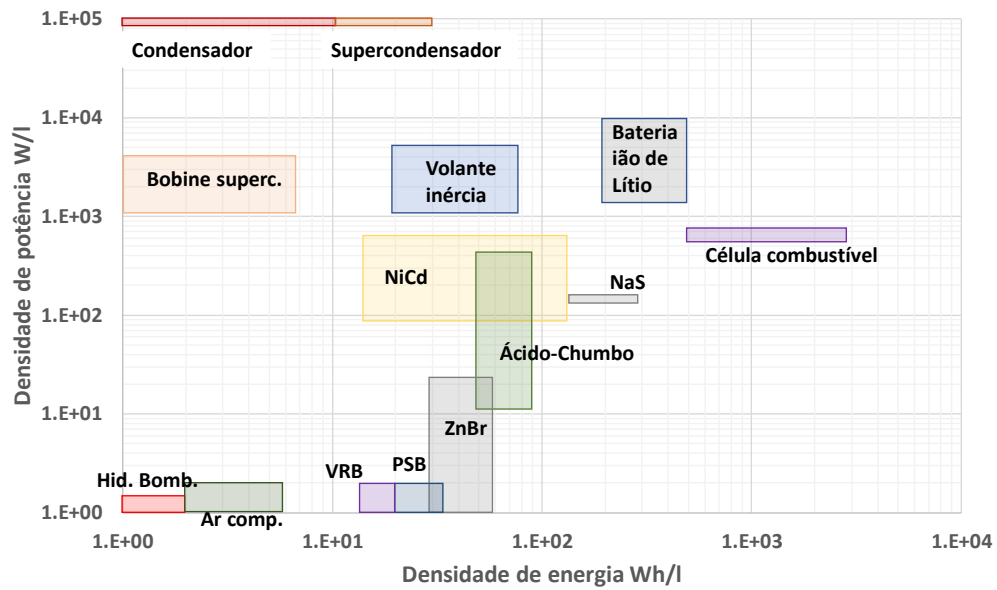 1.E+05
Condensador
Supercondensador
1.E+04
Bateria
ião de
Lítio
Volante
inércia
Bobine superc.
1.E+03
Célula combustível
NiCd
NaS
1.E+02
Ácido-Chumbo
1.E+01
ZnBr
VRB
PSB
Hid. Bomb.
Ar comp.
1.E+00
1.E+00
1.E+01
1.E+02
1.E+03
1.E+04
Densidade de potência W/l
Densidade de energia Wh/l